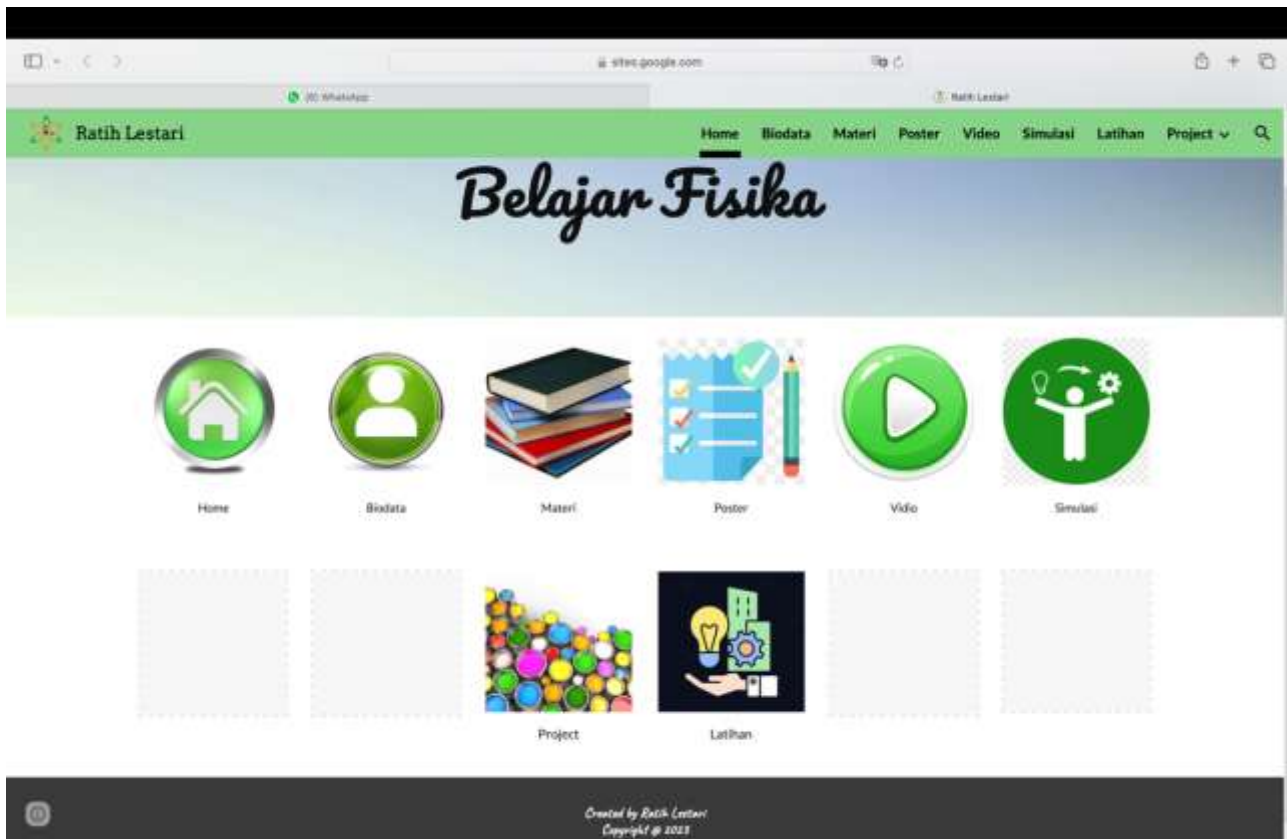 sites.google.com
WhatsApp
Ratih Lestari
Ratih Lestari
Home Biodata Materi Poster Video Simulasi Latihan Project
Belajar Fisika
Home Biodata Materi Poster Vidio Simulasi
Project Latihan
Created by Ratih Lestari
Copyright @ 2023